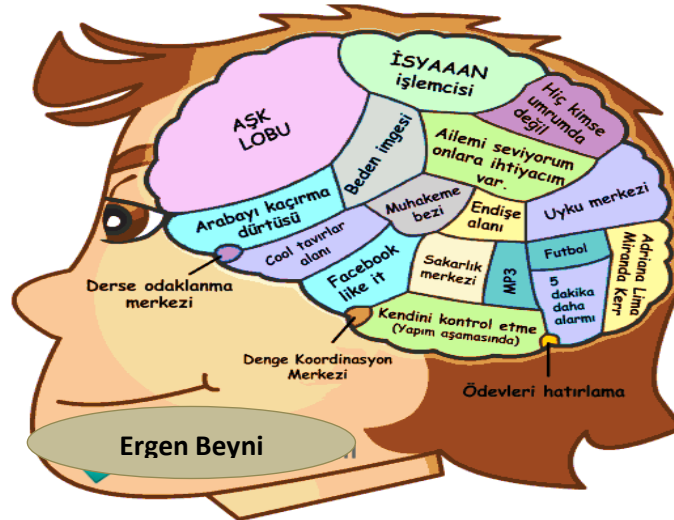 İSYAAAN
işlemcisi
AŞK
LOBU
Hiç kimse
umrumda
değil
Beden imgesi
Ailemi seviyorum
onlara ihtiyacım
var.
Arabayı kaçırma
dürtüsü
Muhakeme
bezi
Endişe
alanı
Uyku merkezi
Cool tavırlar
alanı
Facebook
like it
Sakarlık
merkezi
MP3
Futbol
5
dakika
daha
alarmı
Adriana Lima
Miranda Kerr
Derse odaklanma
merkezi
Kendini kontrol etme
(Yapım aşamasında)
Denge Koordinasyon
Merkezi
Ödevleri hatırlama
Ergen Beyni